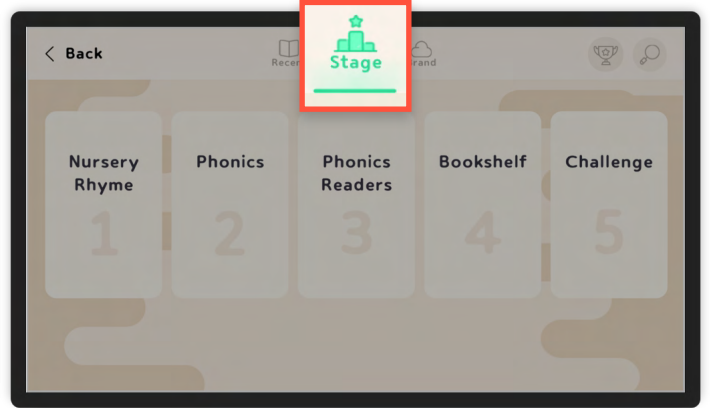 Back
Stage
Nursery
Rhyme
1
Phonics
2
Phonics
Readers
3
Bookshelf
4
Challenge
5